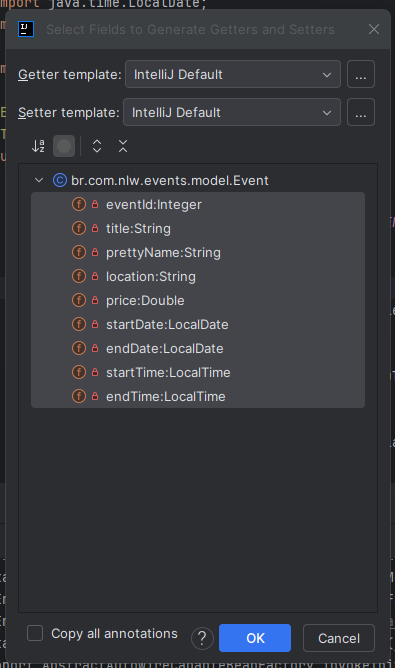 import java.time.LocalDate;
Select Fields to Generate Getters and Setters
Getter template: IntelliJ Default ...
Setter template: IntelliJ Default ...
br.com.nlw.events.model.Event
eventId:Integer
title:String
prettyName:String
location:String
price:Double
startDate:LocalDate
endDate:LocalDate
startTime:LocalTime
endTime:LocalTime
Copy all annotations ? OK Cancel